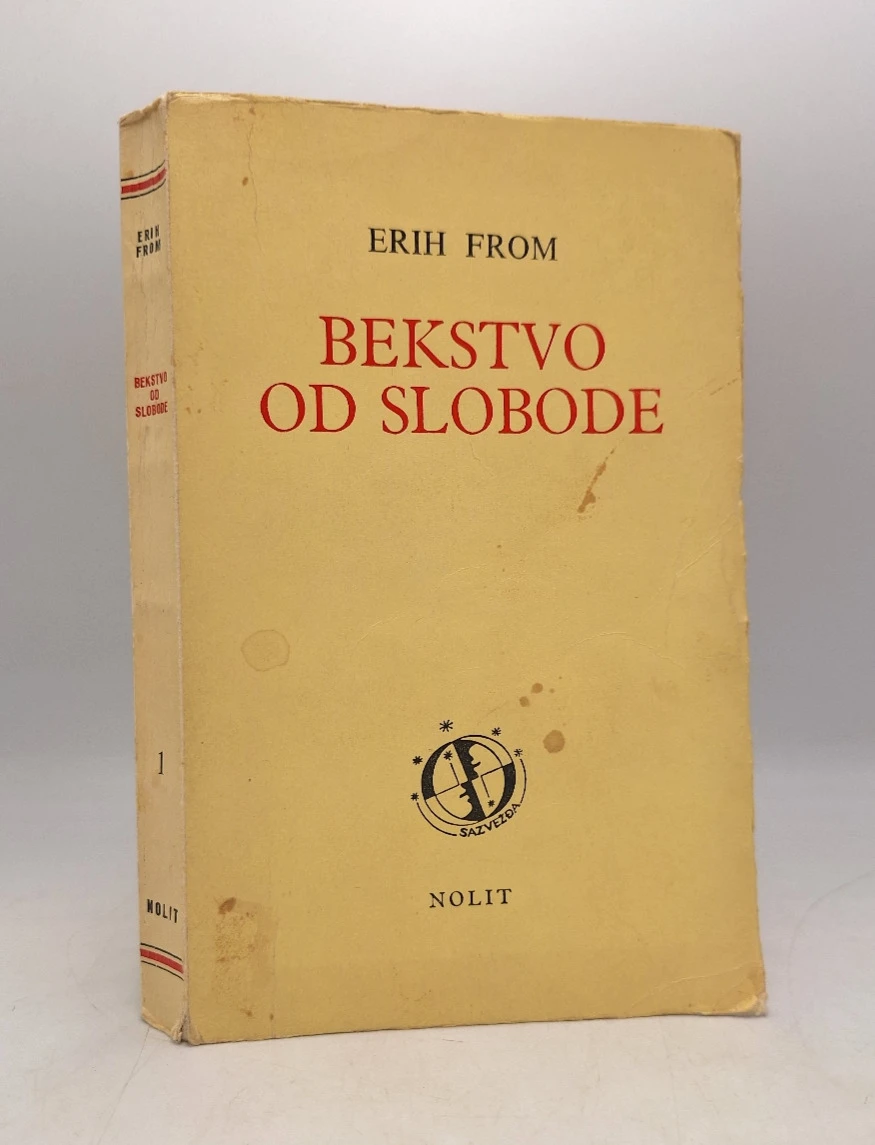 ERIH FROM
BEKSTVO
OD SLOBODE
SAZVEŽĐA
NOLIT
ERIH
FROM
BEKSTVO
OD
SLOBODE
1
NOLIT